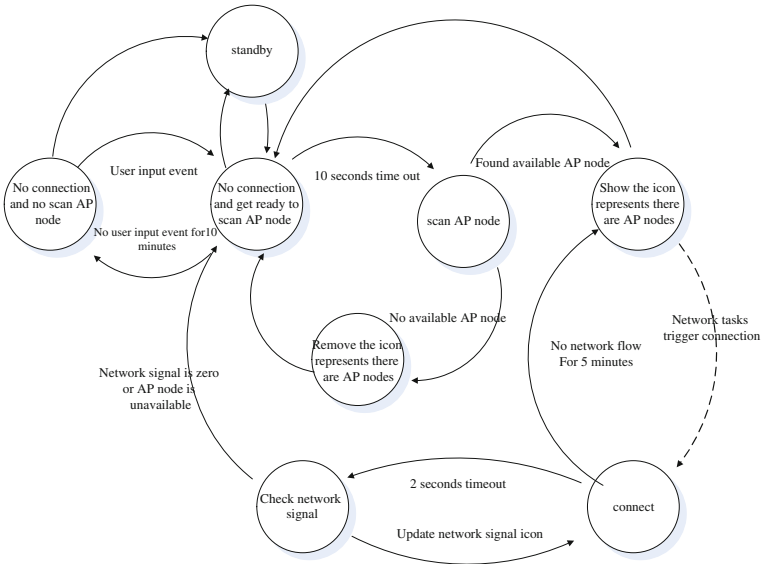 standby
User input event
10 seconds time out
Found available AP node
No connection
and no scan AP
node
No connection
and get ready to
scan AP node
scan AP node
Show the icon
represents there
are AP nodes
No user input event for10
minutes
No available AP node
Network tasks
trigger connection
Remove the icon
represents there
are AP nodes
No network flow
For 5 minutes
Network signal is zero
or AP node is
unavailable
2 seconds timeout
Check network
signal
connect
Update network signal icon